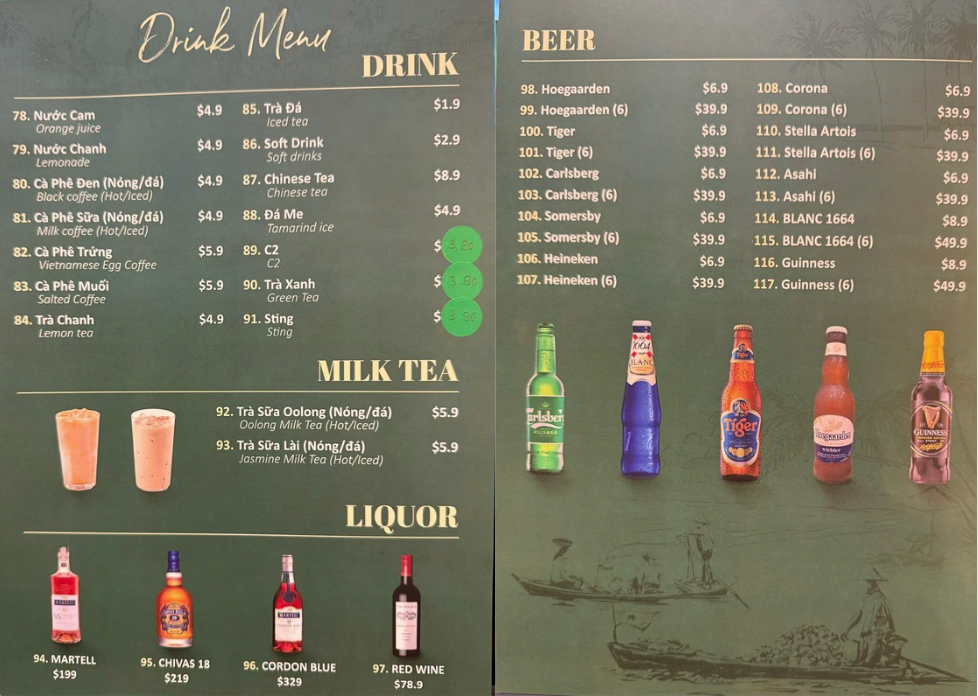 Drink Menu
DRINK
78. Nước Cam $4.9
Orange juice
79. Nước Chanh $4.9
Lemonade
80. Cà Phê Đen (Nóng/đá) $4.9
Black coffee (Hot/Iced)
81. Cà Phê Sữa (Nóng/đá) $4.9
Milk coffee (Hot/Iced)
82. Cà Phê Trứng $5.9
Vietnamese Egg Coffee
83. Cà Phê Muối $5.9
Salted Coffee
84. Trà Chanh $4.9
Lemon tea
85. Trà Đá $1.9
Iced tea
86. Soft Drink $2.9
Soft drinks
87. Chinese Tea $8.9
Chinese tea
88. Đá Me $4.9
Tamarind ice
89. C2 $3.80
C2
90. Trà Xanh $3.80
Green Tea
91. Sting $3.80
Sting
MILK TEA
92. Trà Sữa Oolong (Nóng/đá) $5.9
Oolong Milk Tea (Hot/Iced)
93. Trà Sữa Lài (Nóng/đá) $5.9
Jasmine Milk Tea (Hot/Iced)
LIQUOR
94. MARTELL
$199
95. CHIVAS 18
$219
96. CORDON BLUE
$329
97. RED WINE
$78.9
BEER
98. Hoegaarden $6.9
99. Hoegaarden (6) $39.9
100. Tiger $6.9
101. Tiger (6) $39.9
102. Carlsberg $6.9
103. Carlsberg (6) $39.9
104. Somersby $6.9
105. Somersby (6) $39.9
106. Heineken $6.9
107. Heineken (6) $39.9
108. Corona $6.9
109. Corona (6) $39.9
110. Stella Artois $6.9
111. Stella Artois (6) $39.9
112. Asahi $6.9
113. Asahi (6) $39.9
114. BLANC 1664 $8.9
115. BLANC 1664 (6) $49.9
116. Guinness $8.9
117. Guinness (6) $49.9
Carlsberg
1664
BLANC
Tiger
Tiger
Hoegaarden
GUINNESS